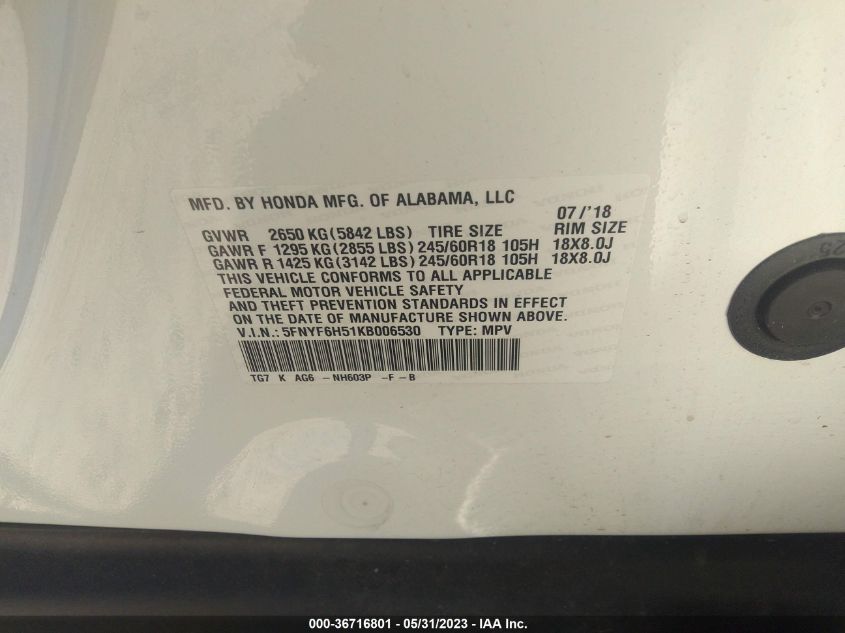 MFD. BY HONDA MFG. OF ALABAMA, LLC
07/'18
GVWR 2650 KG(5842 LBS) TIRE SIZE RIM SIZE
GAWR F 1295 KG(2855 LBS)245/60R18 105H 18X8.0J
GAWR R 1425 KG(3142 LBS)245/60R18 105H 18X8.0J
THIS VEHICLE CONFORMS TO ALL APPLICABLE
FEDERAL MOTOR VEHICLE SAFETY
AND THEFT PREVENTION STANDARDS IN EFFECT
ON THE DATE OF MANUFACTURE SHOWN ABOVE.
V.I.N.: 5FNYF6H51KB006530 TYPE: MPV
TG7 K AG6 -NH603P -F-B
25
000-36716801 - 05/31/2023 - IAA Inc.